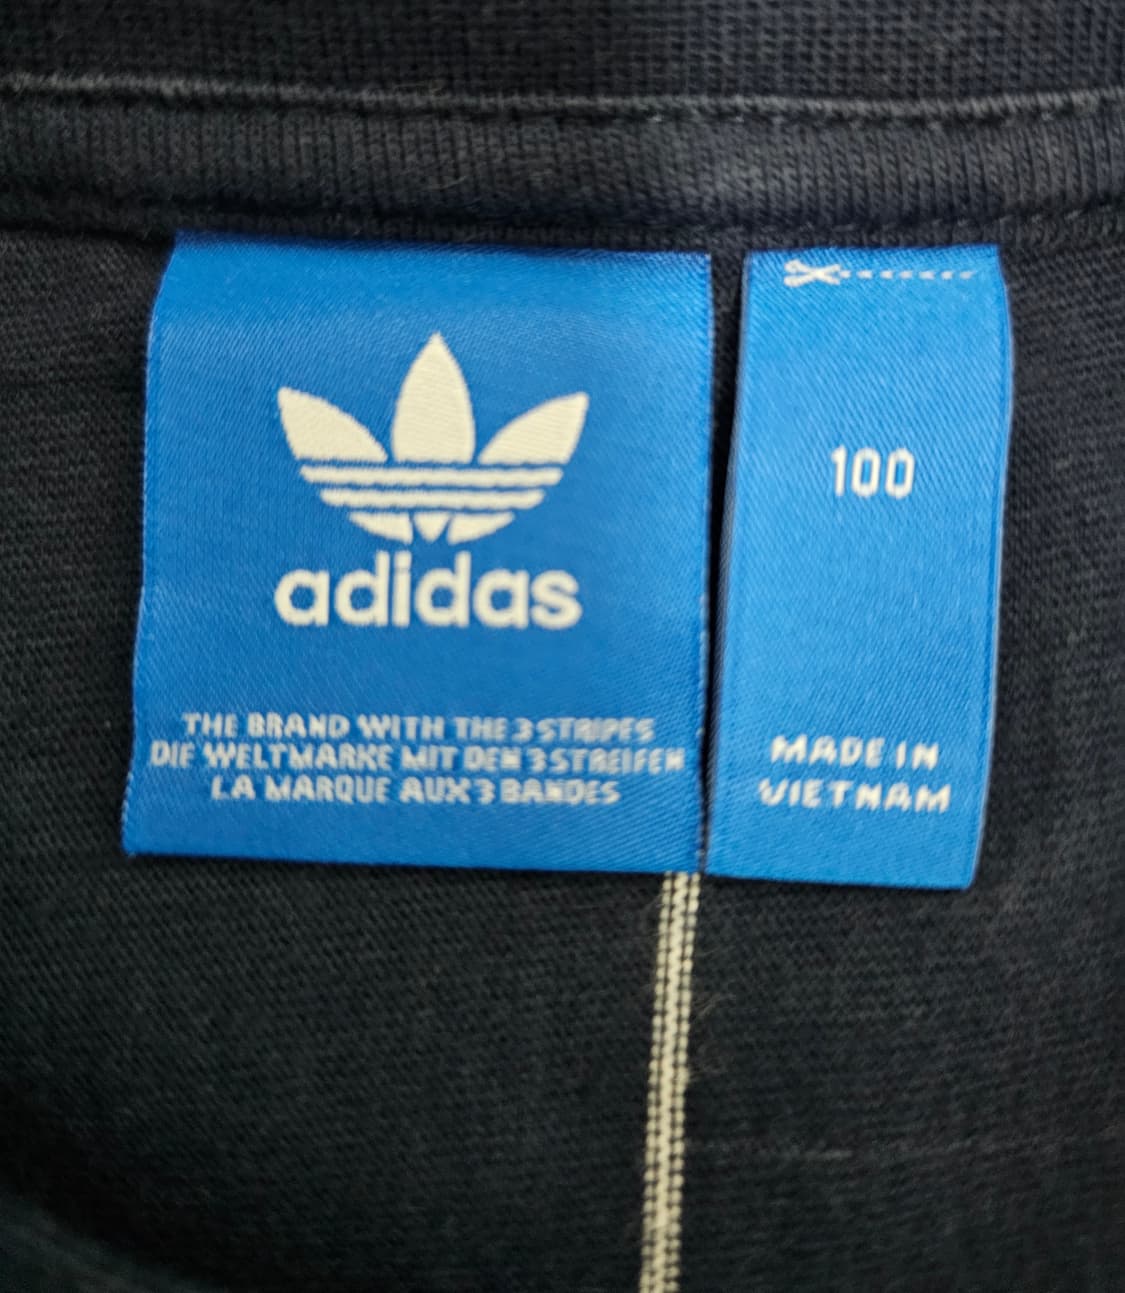 adidas
THE BRAND WITH THE 3 STRIPES
DIE WELTMARKE MIT DEN 3 STREIFEN
LA MARQUE AUX 3 BANDES
100
MADE IN
VIETNAM